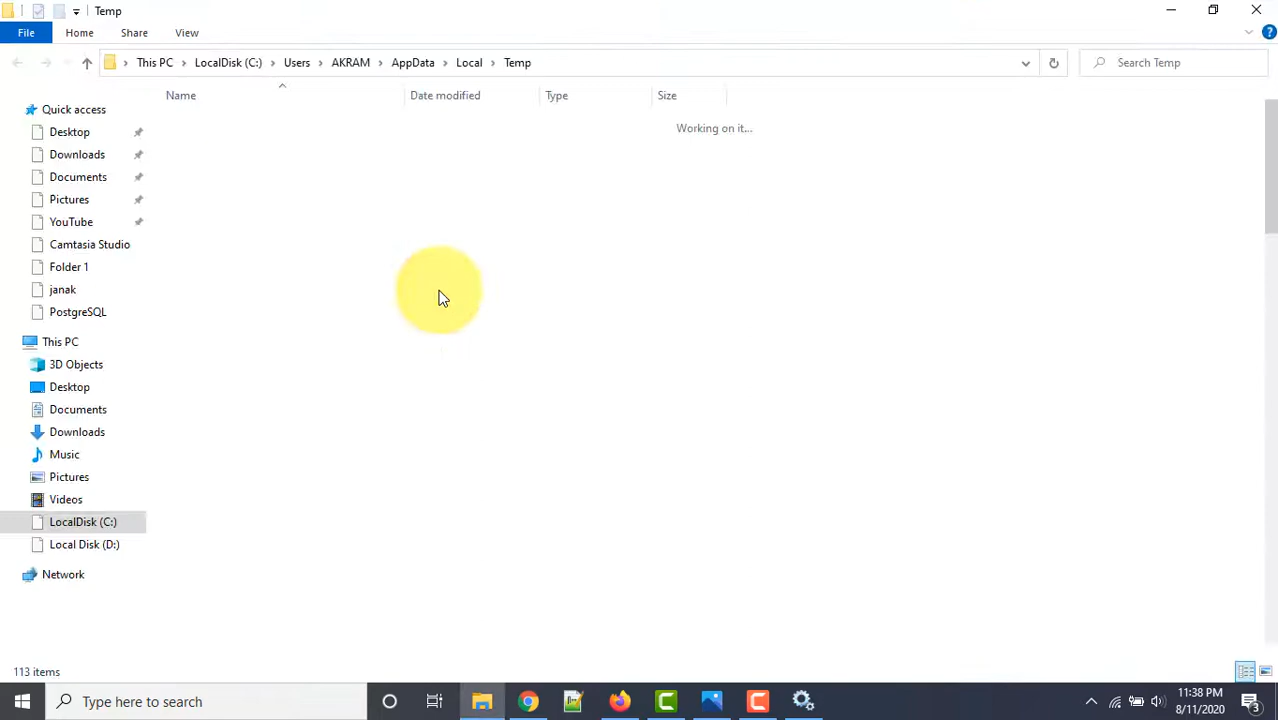 Temp
File Home Share View
This PC LocalDisk (C:) Users AKRAM AppData Local Temp Search Temp
Name Date modified Type Size
Working on it...
Quick access
Desktop
Downloads
Documents
Pictures
YouTube
Camtasia Studio
Folder 1
janak
PostgreSQL
This PC
3D Objects
Desktop
Documents
Downloads
Music
Pictures
Videos
LocalDisk (C:)
Local Disk (D:)
Network
113 items
Type here to search
11:38 PM
8/11/2020
3